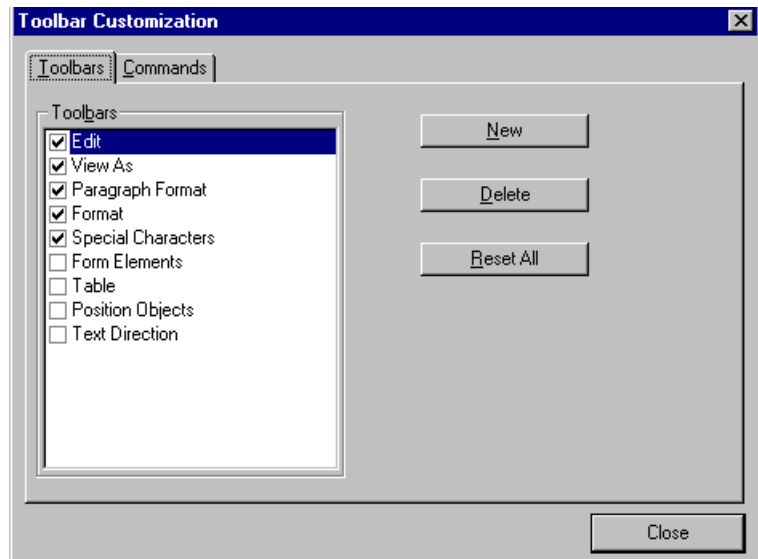 Toolbar Customization
Toolbars Commands
Toolbars
Edit
View As
Paragraph Format
Format
Special Characters
Form Elements
Table
Position Objects
Text Direction
New
Delete
Reset All
Close